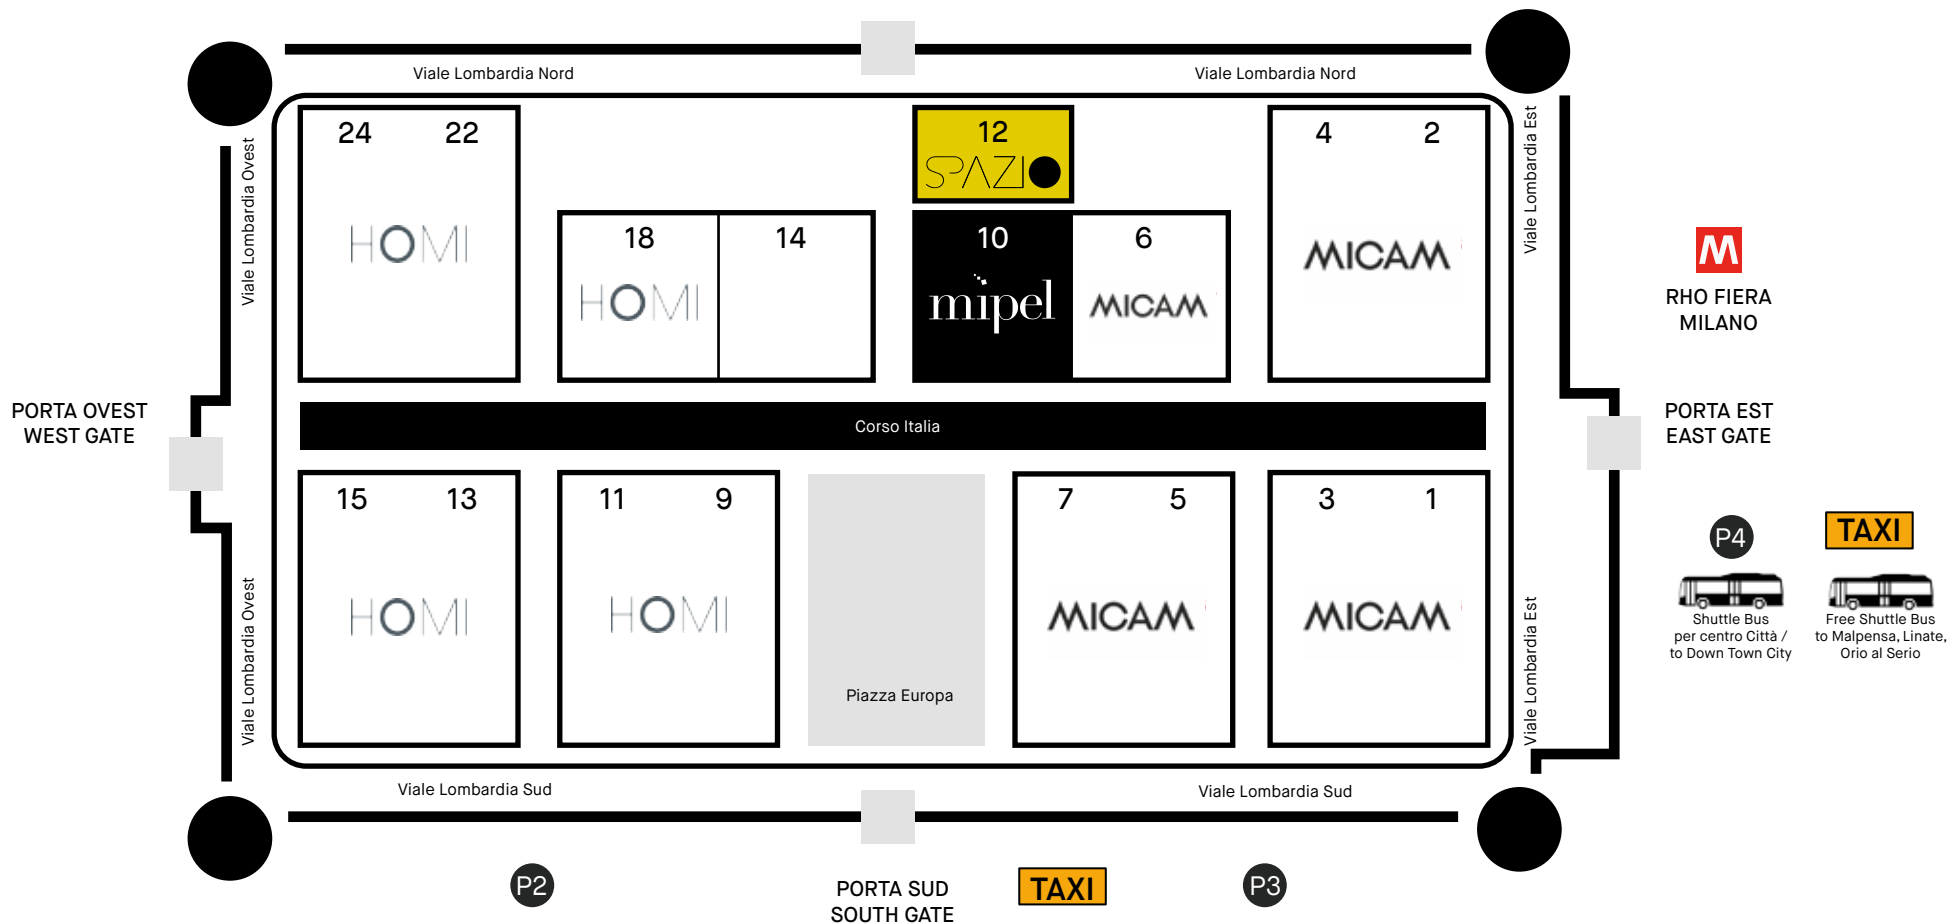 Viale Lombardia Nord
Viale Lombardia Nord
Viale Lombardia Ovest
Viale Lombardia Est
24 22
HOMI
18
HOMI
14
12
SPAZIO
10
mipel
6
MICAM
4 2
MICAM
M
RHO FIERA
MILANO
PORTA OVEST
WEST GATE
Corso Italia
PORTA EST
EAST GATE
15 13
HOMI
11 9
HOMI
Piazza Europa
7 5
MICAM
3 1
MICAM
Viale Lombardia Ovest
Viale Lombardia Est
P4
Shuttle Bus
per centro Città /
to Down Town City
TAXI
Free Shuttle Bus
to Malpensa, Linate,
Orio al Serio
Viale Lombardia Sud
Viale Lombardia Sud
P2
PORTA SUD
SOUTH GATE
TAXI
P3